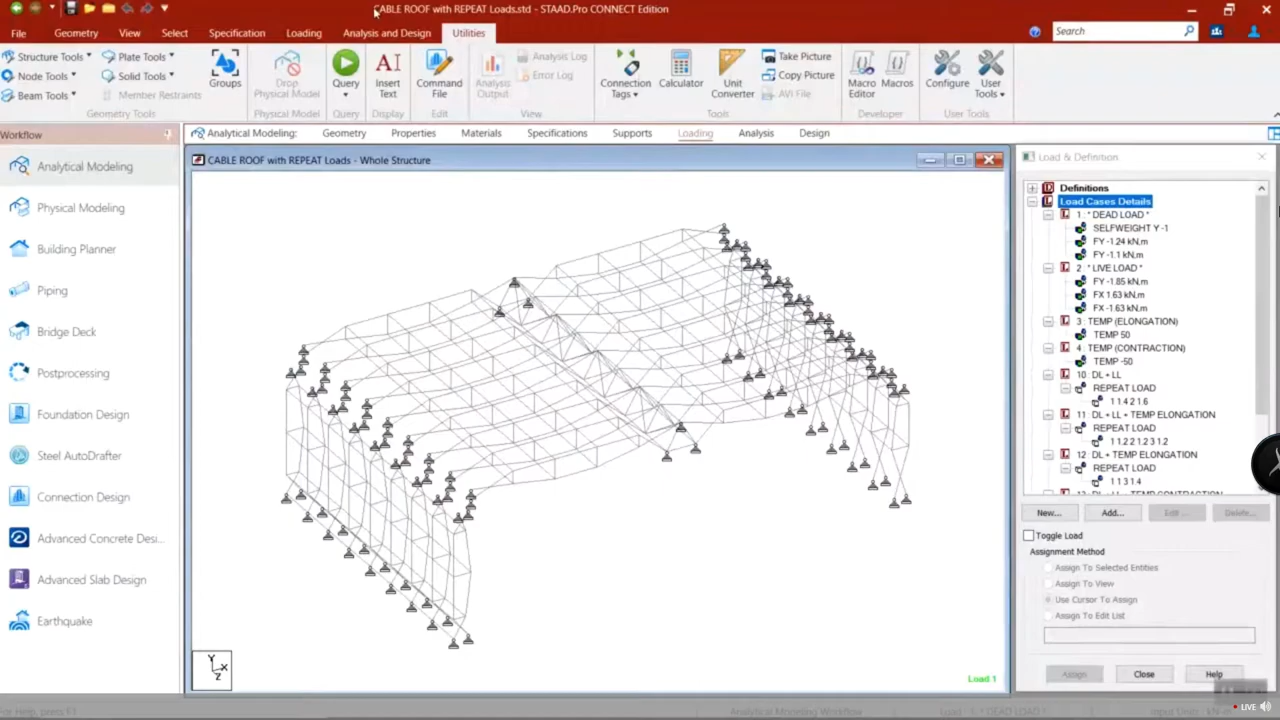 CABLE ROOF with REPEAT Loads.std - STAAD.Pro CONNECT Edition
File Geometry View Select Specification Loading Analysis and Design Utilities
Search
Structure Tools
Node Tools
Beam Tools
Plate Tools
Solid Tools
Member Restraints
Groups
Geometry Tools
Drop Physical Model
Physical Model
Query
Query
Insert Text
Display
Command File
Edit
Analysis Output
Analysis Log
Error Log
View
Connection Tags
Calculator
Unit Converter
Take Picture
Copy Picture
AVI File
Tools
Macro Editor
Macros
Developer
Configure
User Tools
User Tools
Workflow
Analytical Modeling
Physical Modeling
Building Planner
Piping
Bridge Deck
Postprocessing
Foundation Design
Steel AutoDrafter
Connection Design
Advanced Concrete Desi...
Advanced Slab Design
Earthquake
Analytical Modeling: Geometry Properties Materials Specifications Supports Loading Analysis Design
CABLE ROOF with REPEAT Loads - Whole Structure
Y
X
Z
Load 1
Load & Definition
Definitions
Load Cases Details
1 : * DEAD LOAD *
SELFWEIGHT Y -1
FY -1.24 kN,m
FY -1.1 kN,m
2 : * LIVE LOAD *
FY -1.85 kN,m
FX 1.63 kN,m
FX -1.63 kN,m
3 : TEMP (ELONGATION)
TEMP 50
4 : TEMP (CONTRACTION)
TEMP -50
10 : DL + LL
REPEAT LOAD
1 1.4 2 1.6
11 : DL + LL + TEMP ELONGATION
REPEAT LOAD
1 1.2 2 1.2 3 1.2
12 : DL + TEMP ELONGATION
REPEAT LOAD
1 1 3 1.4
New... Add... Edit... Delete...
Toggle Load
Assignment Method
Assign To Selected Entities
Assign To View
Use Cursor To Assign
Assign To Edit List
Assign Close Help
For Help, press F1
Analytical Modeling Workflow
Load 1 : * DEAD LOAD *
LIVE